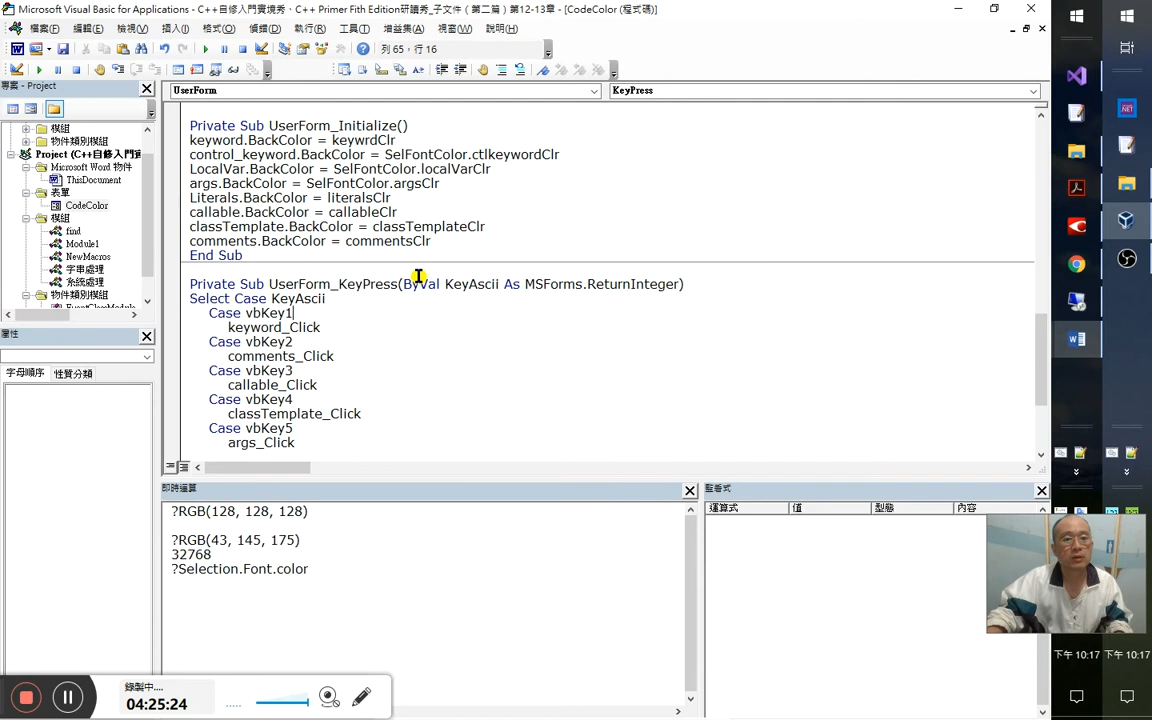 Microsoft Visual Basic for Applications - C++自修入門實境秀、C++ Primer Fith Edition研讀秀_子文件(第二篇)第12-13章 - [CodeColor (程式碼)]
檔案(F) 編輯(E) 檢視(V) 插入(I) 格式(O) 偵錯(D) 執行(R) 工具(T) 增益集(A) 視窗(W) 說明(H)
列 65，行 16
專案 - Project
模組
物件類別模組
Project (C++自修入門實
Microsoft Word 物件
ThisDocument
表單
CodeColor
模組
find
Module1
NewMacros
字串處理
系統處理
物件類別模組
EventClassModule
屬性
字母順序 性質分類
UserForm KeyPress
Private Sub UserForm_Initialize()
keyword.BackColor = keywrdClr
control_keyword.BackColor = SelFontColor.ctlkeywordClr
LocalVar.BackColor = SelFontColor.localVarClr
args.BackColor = SelFontColor.argsClr
Literals.BackColor = literalsClr
callable.BackColor = callableClr
classTemplate.BackColor = classTemplateClr
comments.BackColor = commentsClr
End Sub
Private Sub UserForm_KeyPress(ByVal KeyAscii As MSForms.ReturnInteger)
Select Case KeyAscii
Case vbKey1
keyword_Click
Case vbKey2
comments_Click
Case vbKey3
callable_Click
Case vbKey4
classTemplate_Click
Case vbKey5
args_Click
即時運算
?RGB(128, 128, 128)
?RGB(43, 145, 175)
32768
?Selection.Font.color
監看式
運算式 值 型態 內容
錄製中....
04:25:24
下午 10:17 下午 10:17